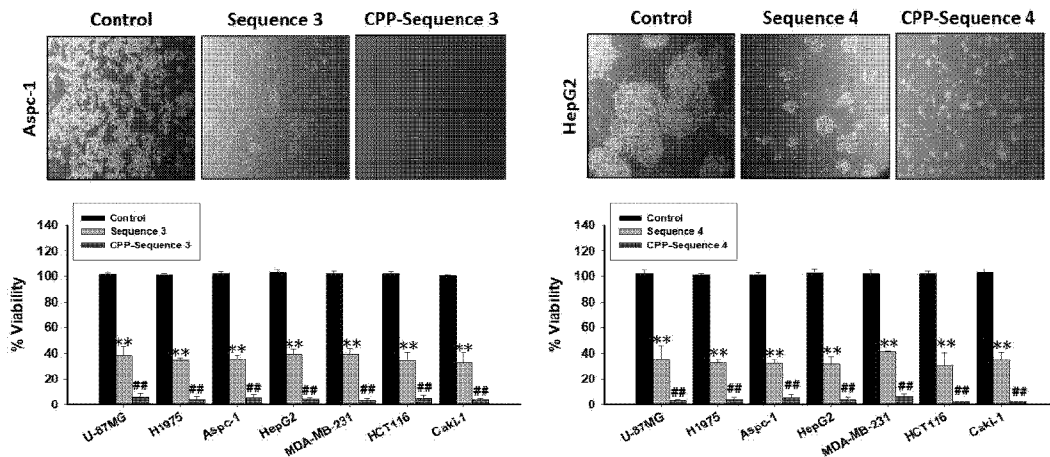 Control Sequence 3 CPP-Sequence 3
Aspc-1
140
120
100
80
60
40
20
0
% Viability
Control
Sequence 3
CPP-Sequence 3
** ** ** ** ** ** **
## ## ## ## ## ## ##
U-87MG H1975 Aspc-1 HepG2 MDA-MB-231 HCT116 Caki-1
Control Sequence 4 CPP-Sequence 4
HepG2
140
120
100
80
60
40
20
0
% Viability
Control
Sequence 4
CPP-Sequence 4
** ** ** ** ** ** **
## ## ## ## ## ## ##
U-87MG H1975 Aspc-1 HepG2 MDA-MB-231 HCT116 Caki-1